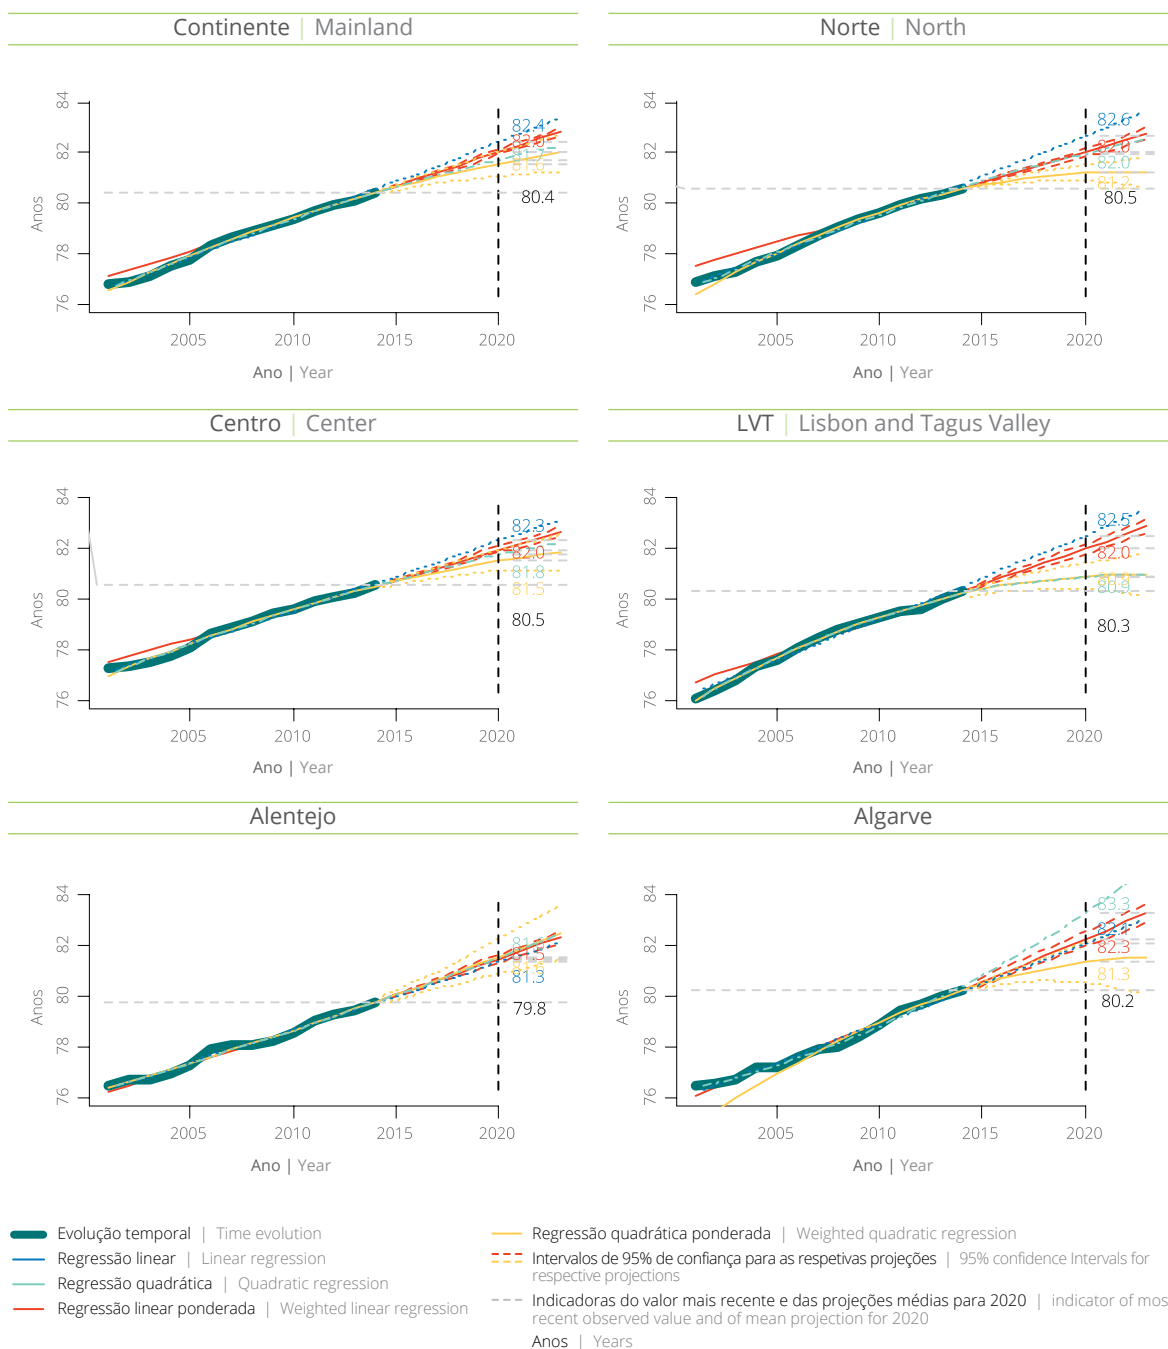 Continente | Mainland
84
82
80
78
76
Anos
82.4
80.4
2005 2010 2015 2020
Ano | Year
Norte | North
84
82
80
78
76
Anos
82.6
82.0
81.2
80.5
2005 2010 2015 2020
Ano | Year
Centro | Center
84
82
80
78
76
Anos
82.3
82.0
81.8
81.5
80.5
2005 2010 2015 2020
Ano | Year
LVT | Lisbon and Tagus Valley
84
82
80
78
76
Anos
82.5
82.0
80.9
80.3
2005 2010 2015 2020
Ano | Year
Alentejo
84
82
80
78
76
Anos
81.3
79.8
2005 2010 2015 2020
Ano | Year
Algarve
84
82
80
78
76
Anos
83.3
82.3
81.3
80.2
2005 2010 2015 2020
Ano | Year
Evolução temporal | Time evolution
Regressão linear | Linear regression
Regressão quadrática | Quadratic regression
Regressão linear ponderada | Weighted linear regression
Regressão quadrática ponderada | Weighted quadratic regression
Intervalos de 95% de confiança para as respetivas projeções | 95% confidence Intervals for
respective projections
Indicadoras do valor mais recente e das projeções médias para 2020 | indicator of mos
recent observed value and of mean projection for 2020
Anos | Years